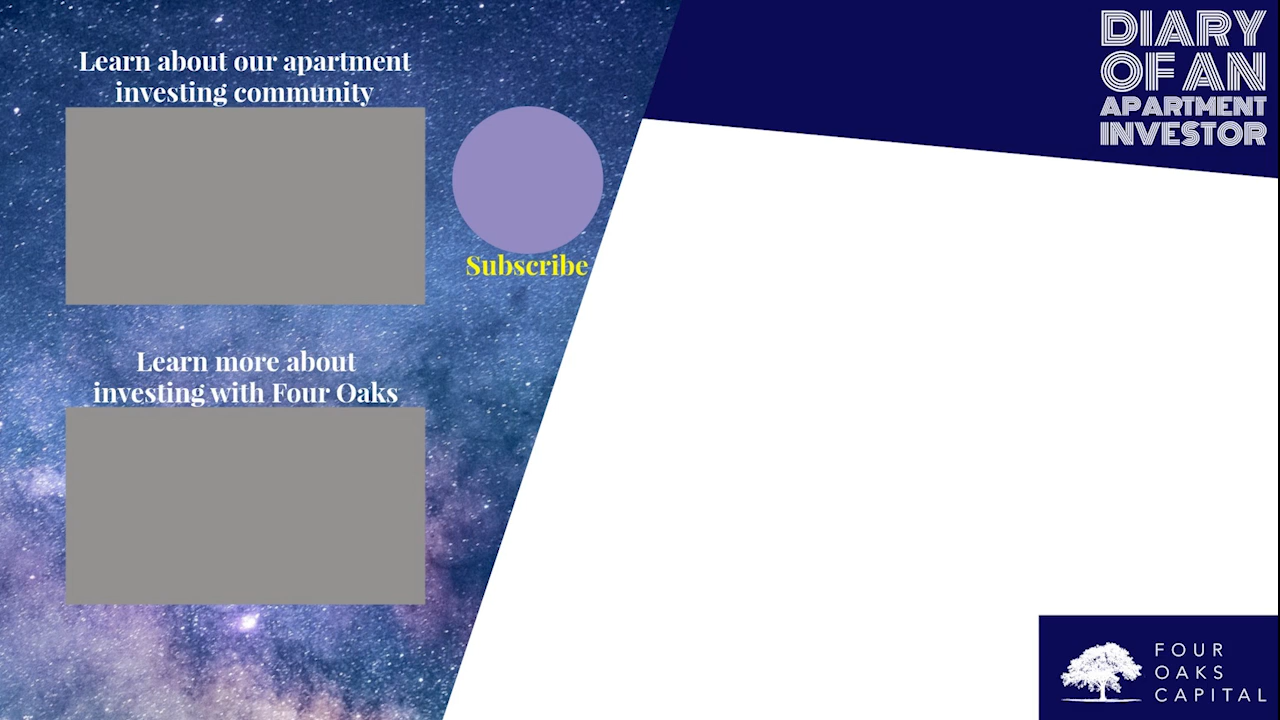 Learn about our apartment
investing community
Subscribe
Learn more about
investing with Four Oaks
DIARY
OF AN
APARTMENT
INVESTOR
FOUR
OAKS
CAPITAL